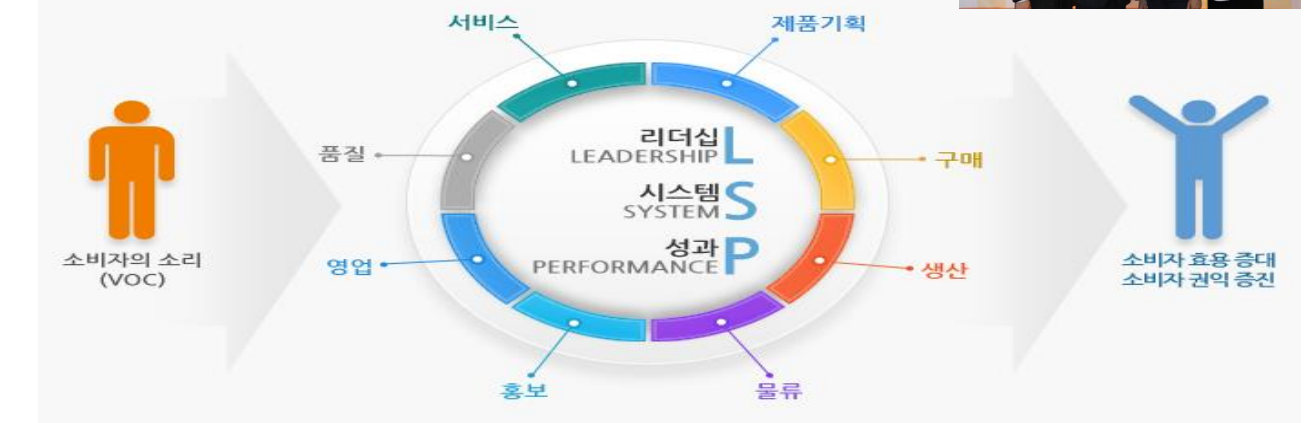 서비스
제품기획
품질
구매
영업
생산
홍보
물류
리더십
LEADERSHIP L
시스템
SYSTEM S
성과
PERFORMANCE P
소비자의 소리
(VOC)
소비자 효용 증대
소비자 권익 증진